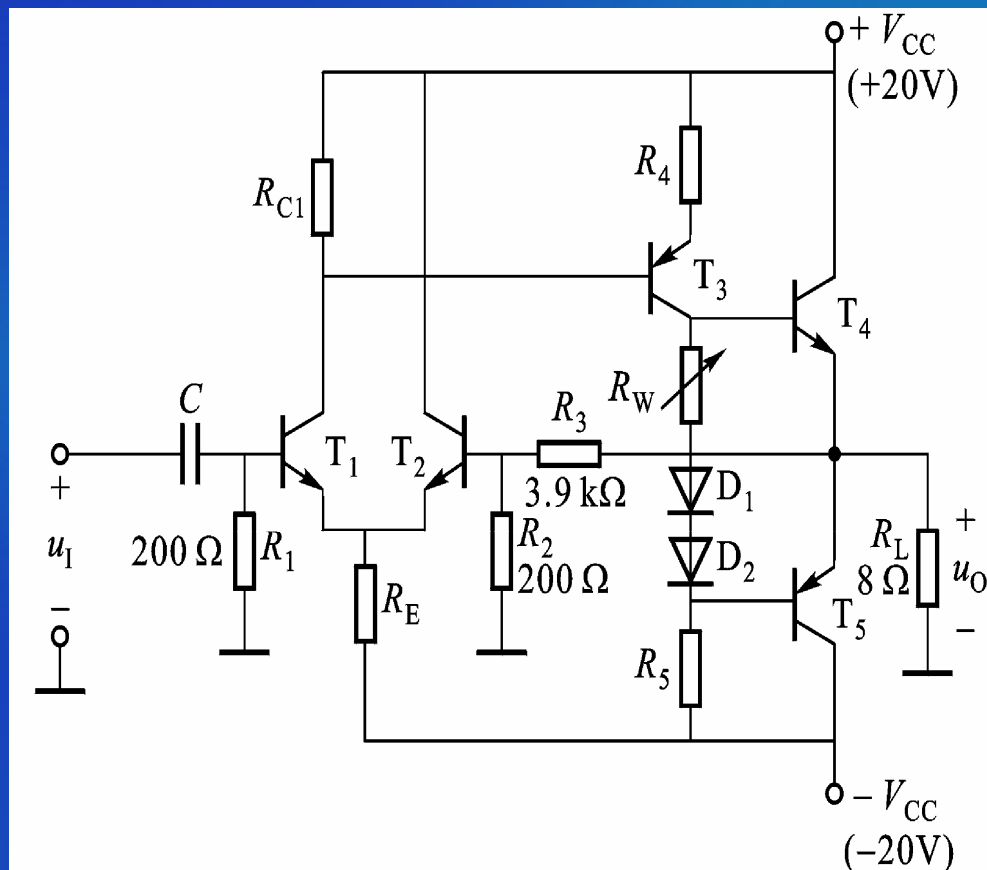 + V_CC
(+20V)
R_4
R_C1
T_3
T_4
R_W
C
R_3
T_1
T_2
+
3.9 kΩ
D_1
u_I
200 Ω
R_1
R_2
200 Ω
D_2
R_L
8 Ω
+
u_O
−
R_E
T_5
−
R_5
− V_CC
(−20V)